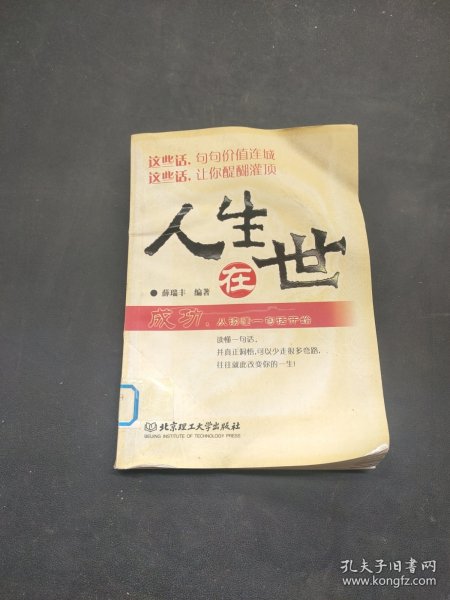 这些话,句句价值连城
这些话,让你醍醐灌顶
人生在世
● 薛瑞丰 编著
成功,从读懂一句话开始
读懂一句话,
并真正洞悟,可以少走很多弯路,
往往就此改变你的一生!
北京理工大学出版社
BEIJING INSTITUTE OF TECHNOLOGY PRESS
孔夫子旧书网
www.kongfz.com